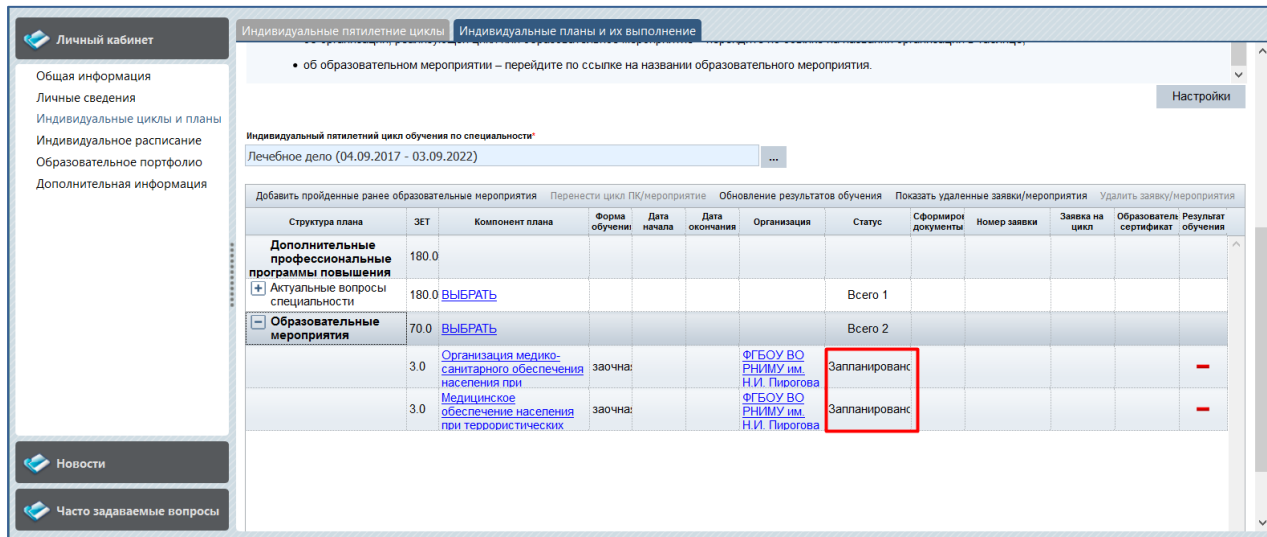 Личный кабинет
Общая информация
Личные сведения
Индивидуальные циклы и планы
Индивидуальное расписание
Образовательное портфолио
Дополнительная информация
Новости
Часто задаваемые вопросы
Индивидуальные пятилетние циклы
Индивидуальные планы и их выполнение
• об образовательном мероприятии – перейдите по ссылке на названии образовательного мероприятия.
Настройки
Индивидуальный пятилетний цикл обучения по специальности*
Лечебное дело (04.09.2017 - 03.09.2022)
...
Добавить пройденные ранее образовательные мероприятия Перенести цикл ПК/мероприятие Обновление результатов обучения Показать удаленные заявки/мероприятия Удалить заявку/мероприятия
Структура плана
ЗЕТ
Компонент плана
Форма
обучени
Дата
начала
Дата
окончания
Организация
Статус
Сформиров
документы
Номер заявки
Заявка на
цикл
Образователь
сертификат
Результат
обучения
Дополнительные
профессиональные
программы повышения
180.0
Актуальные вопросы
специальности
180.0
ВЫБРАТЬ
Всего 1
Образовательные
мероприятия
70.0
ВЫБРАТЬ
Всего 2
3.0
Организация медико-
санитарного обеспечения
населения при
заочна
ФГБОУ ВО
РНИМУ им.
Н.И. Пирогова
Запланировано
3.0
Медицинское
обеспечение населения
при террористических
заочна
ФГБОУ ВО
РНИМУ им.
Н.И. Пирогова
Запланировано